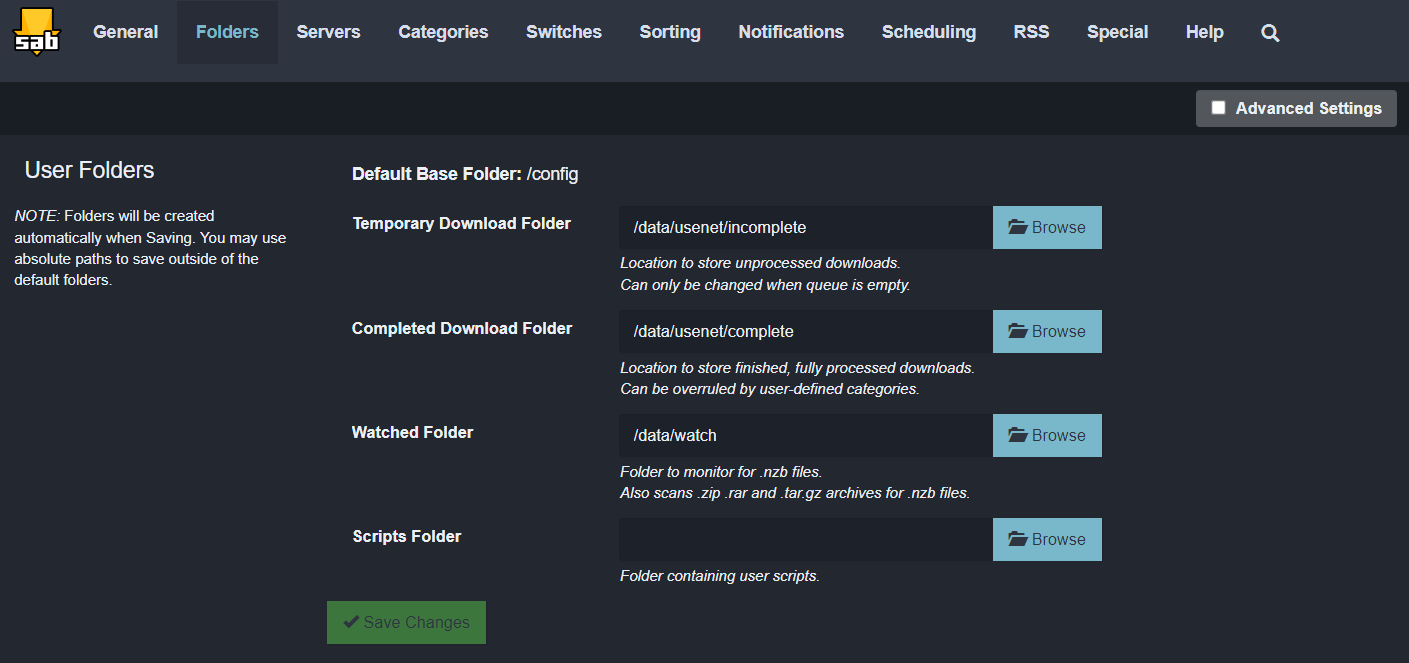 sab
General
Folders
Servers
Categories
Switches
Sorting
Notifications
Scheduling
RSS
Special
Help
Advanced Settings
User Folders
NOTE: Folders will be created
automatically when Saving. You may use
absolute paths to save outside of the
default folders.
Default Base Folder: /config
Temporary Download Folder
/data/usenet/incomplete
Browse
Location to store unprocessed downloads.
Can only be changed when queue is empty.
Completed Download Folder
/data/usenet/complete
Browse
Location to store finished, fully processed downloads.
Can be overruled by user-defined categories.
Watched Folder
/data/watch
Browse
Folder to monitor for .nzb files.
Also scans .zip .rar and .tar.gz archives for .nzb files.
Scripts Folder
Browse
Folder containing user scripts.
Save Changes